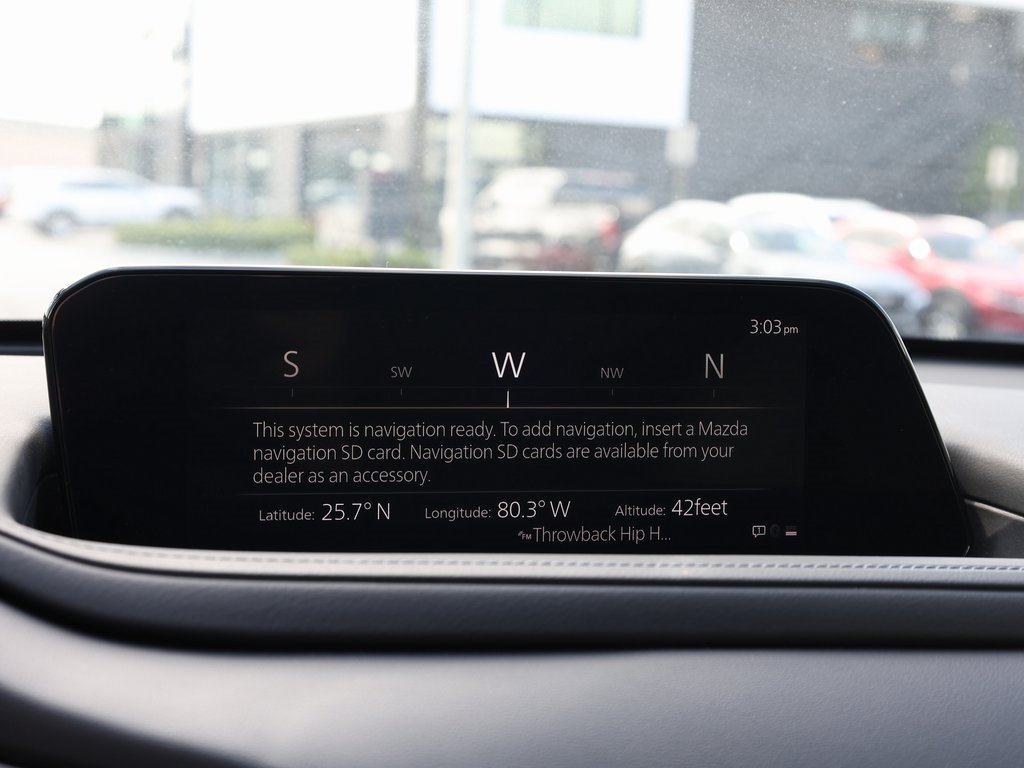 3:03pm
S SW W NW N
This system is navigation ready. To add navigation, insert a Mazda
navigation SD card. Navigation SD cards are available from your
dealer as an accessory.
Latitude: 25.7° N Longitude: 80.3° W Altitude: 42feet
FM Throwback Hip H...